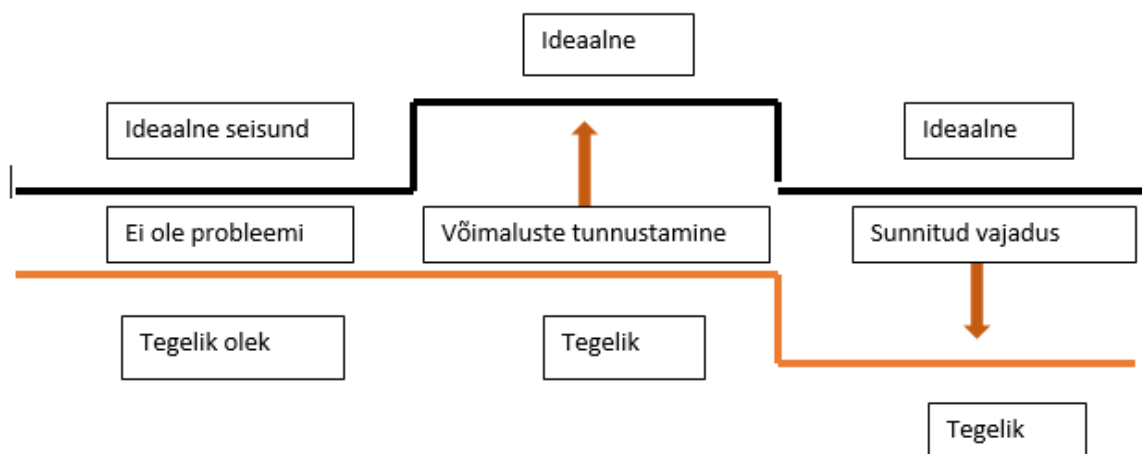 Ideaalne
Ideaalne seisund
Ideaalne
Ei ole probleemi
Võimaluste tunnustamine
Sunnitud vajadus
Tegelik olek
Tegelik
Tegelik